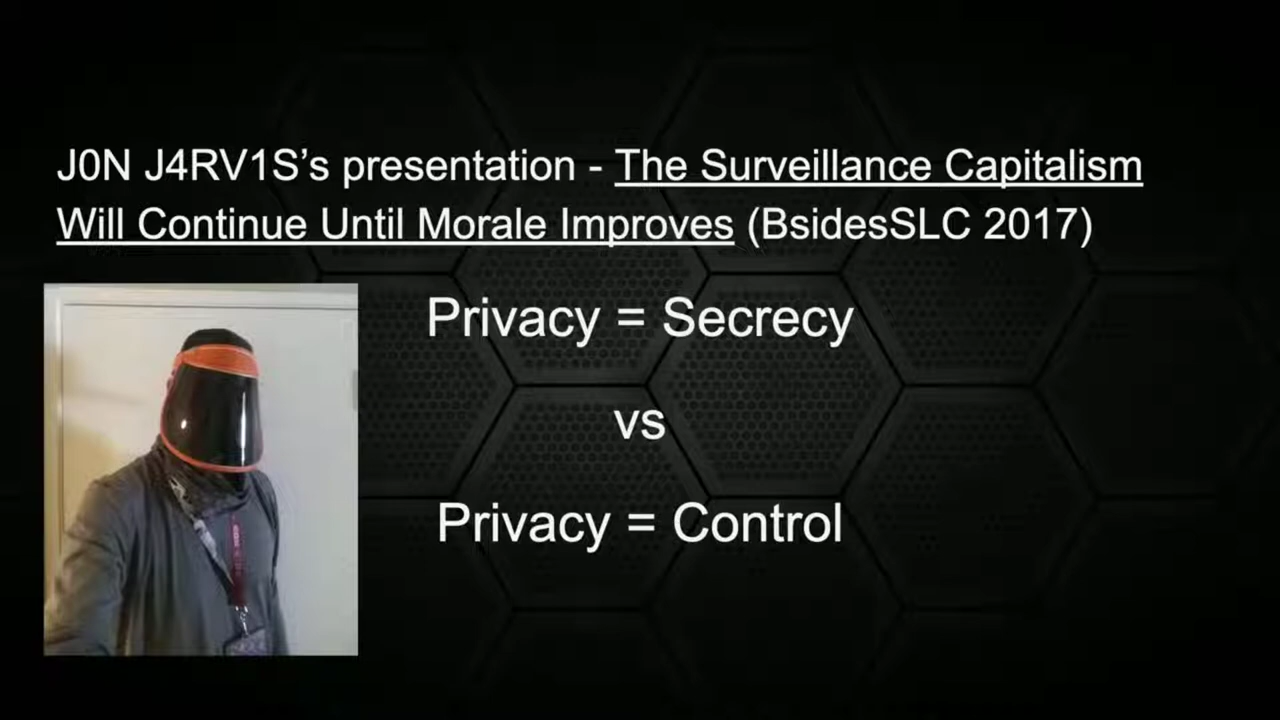 J0N J4RV1S’s presentation - The Surveillance Capitalism
Will Continue Until Morale Improves (BsidesSLC 2017)
Privacy = Secrecy
vs
Privacy = Control